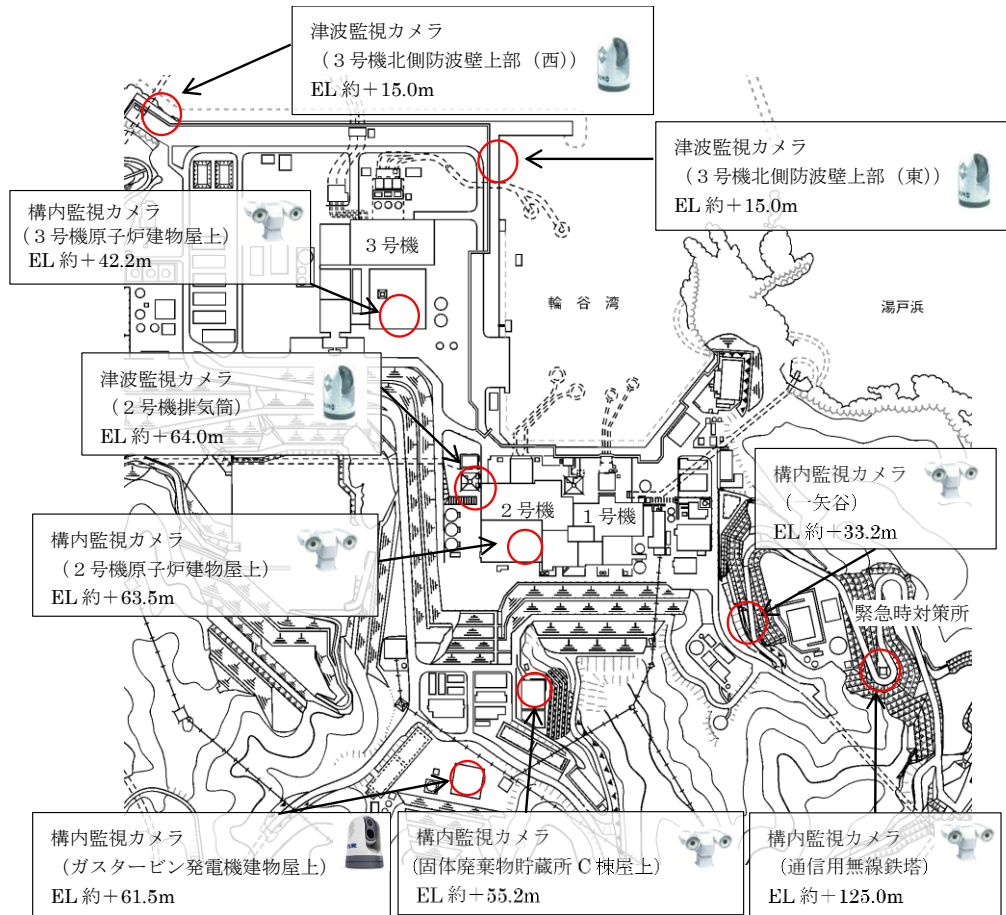 津波監視カメラ
（３号機北側防波壁上部（西））
EL 約＋15.0m
津波監視カメラ
（３号機北側防波壁上部（東））
EL 約＋15.0m
構内監視カメラ
（３号機原子炉建物屋上）
EL 約＋42.2m
３号機
輪谷湾
湯戸浜
津波監視カメラ
（２号機排気筒）
EL 約＋64.0m
構内監視カメラ
（一矢谷）
EL 約＋33.2m
２号機
１号機
構内監視カメラ
（２号機原子炉建物屋上）
EL 約＋63.5m
緊急時対策所
構内監視カメラ
（ガスタービン発電機建物屋上）
EL 約＋61.5m
構内監視カメラ
（固体廃棄物貯蔵所 C 棟屋上）
EL 約＋55.2m
構内監視カメラ
（通信用無線鉄塔）
EL 約＋125.0m